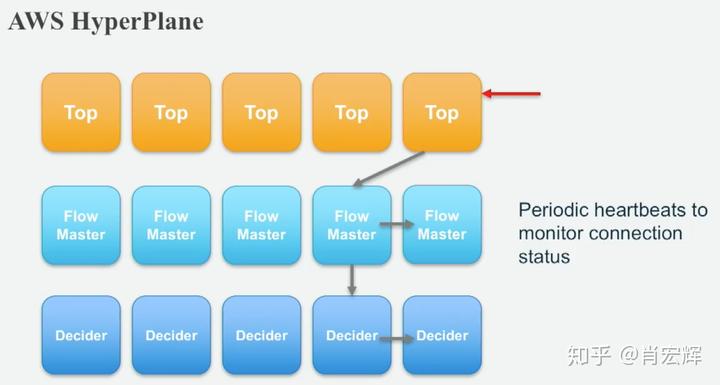 AWS HyperPlane
Top Top Top Top Top
Flow Flow Flow Flow Flow
Master Master Master Master Master
Periodic heartbeats to
monitor connection
status
Decider Decider Decider Decider Decider
知乎 @肖宏辉